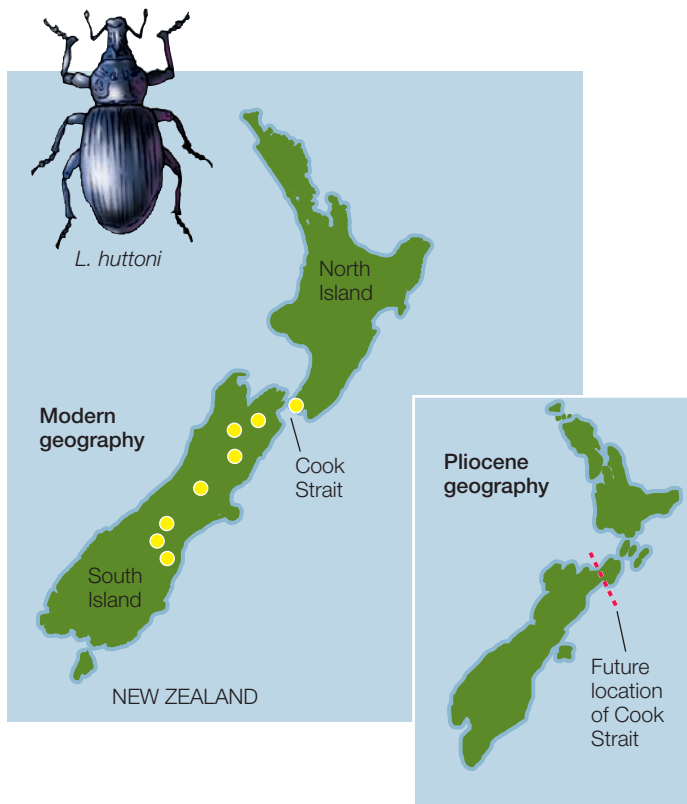 L. huttoni
North
Island
Modern
geography
Cook
Strait
South
Island
NEW ZEALAND
Pliocene
geography
Future
location
of Cook
Strait